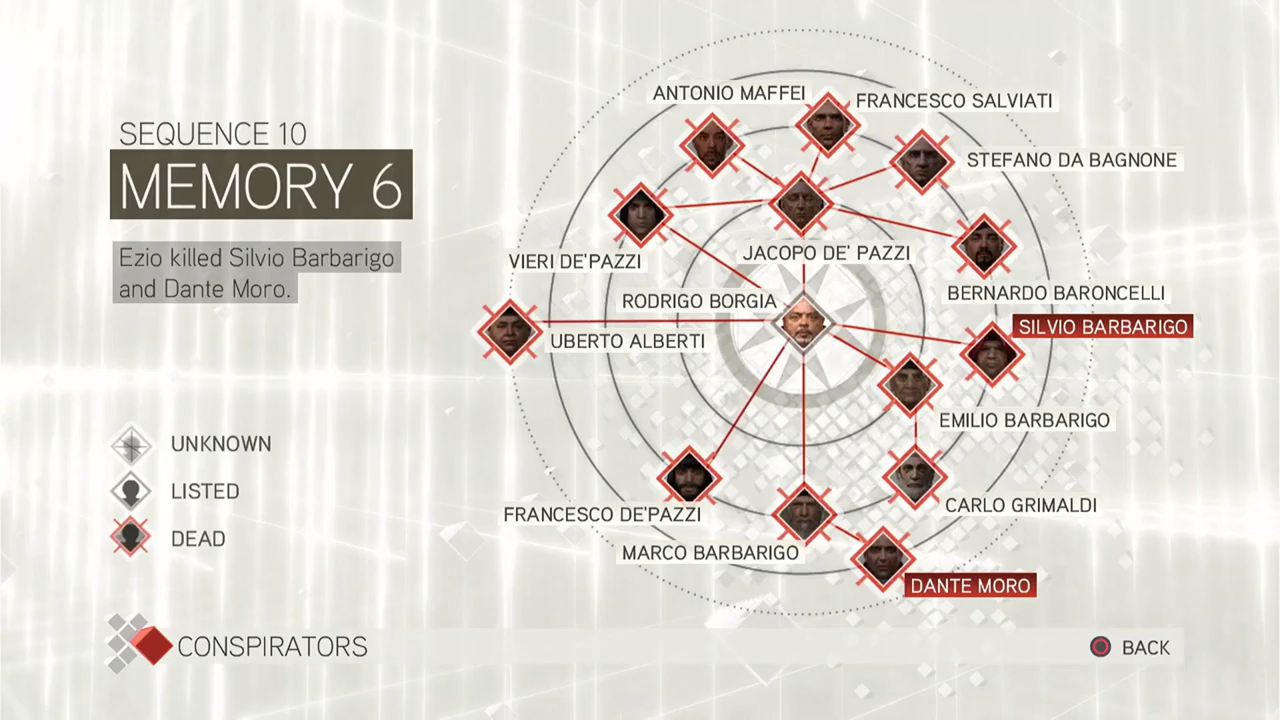 SEQUENCE 10
MEMORY 6
Ezio killed Silvio Barbarigo
and Dante Moro.
UNKNOWN
LISTED
DEAD
ANTONIO MAFFEI
FRANCESCO SALVIATI
STEFANO DA BAGNONE
VIERI DE'PAZZI
JACOPO DE' PAZZI
BERNARDO BARONCELLI
RODRIGO BORGIA
SILVIO BARBARIGO
UBERTO ALBERTI
EMILIO BARBARIGO
CARLO GRIMALDI
FRANCESCO DE'PAZZI
MARCO BARBARIGO
DANTE MORO
CONSPIRATORS
BACK